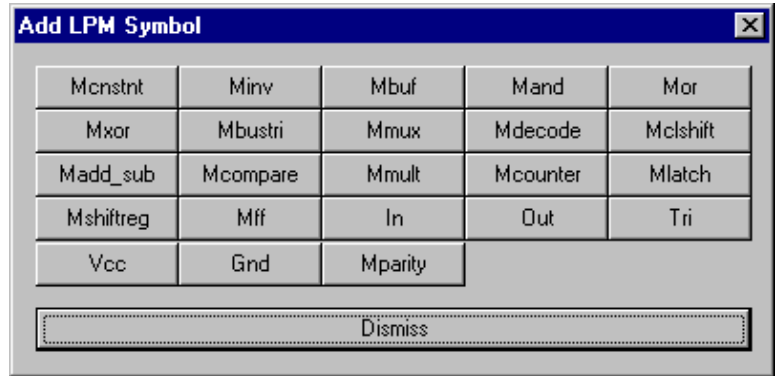 Add LPM Symbol
Mcnstnt Minv Mbuf Mand Mor
Mxor Mbustri Mmux Mdecode Mclshift
Madd_sub Mcompare Mmult Mcounter Mlatch
Mshiftreg Mff In Out Tri
Vcc Gnd Mparity
Dismiss